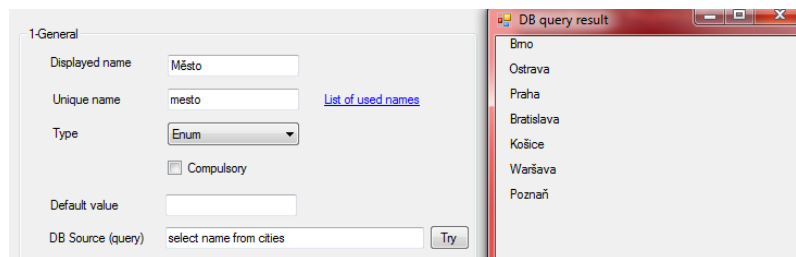 1-General
Displayed name Město
Unique name mesto List of used names
Type Enum
Compulsory
Default value
DB Source (query) select name from cities Try
DB query result
Brno
Ostrava
Praha
Bratislava
Košice
Waršava
Poznaň